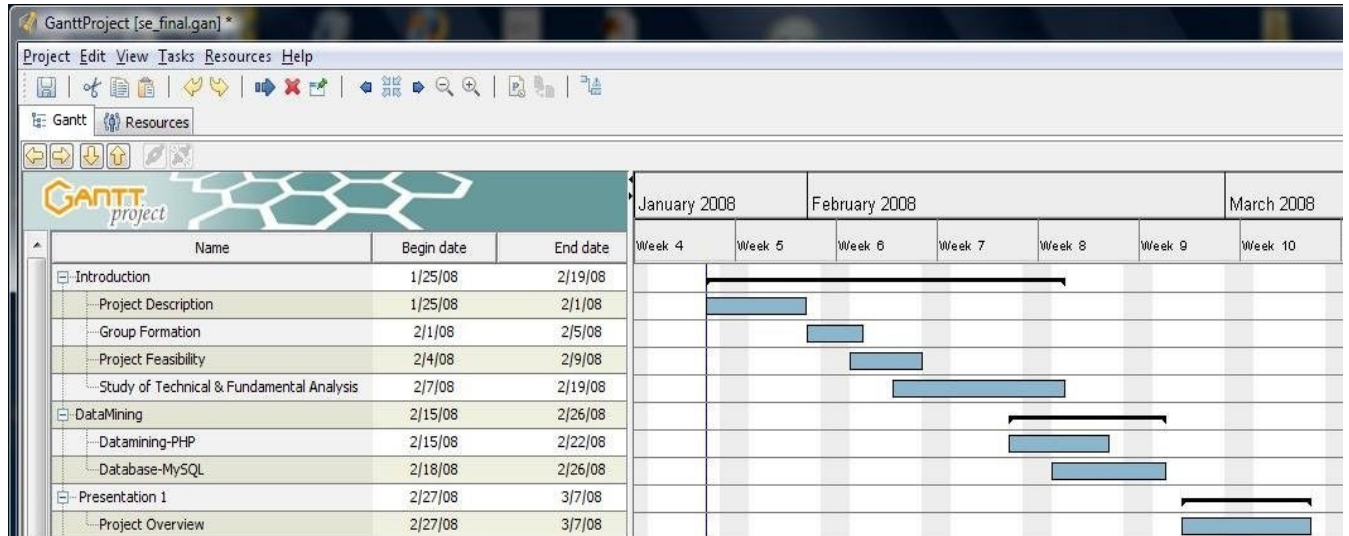 GanttProject [se_final.gan] *
Project Edit View Tasks Resources Help
Gantt Resources
GANTT project
January 2008 February 2008 March 2008
Name Begin date End date Week 4 Week 5 Week 6 Week 7 Week 8 Week 9 Week 10
Introduction 1/25/08 2/19/08
Project Description 1/25/08 2/1/08
Group Formation 2/1/08 2/5/08
Project Feasibility 2/4/08 2/9/08
Study of Technical & Fundamental Analysis 2/7/08 2/19/08
DataMining 2/15/08 2/26/08
Datamining-PHP 2/15/08 2/22/08
Database-MySQL 2/18/08 2/26/08
Presentation 1 2/27/08 3/7/08
Project Overview 2/27/08 3/7/08